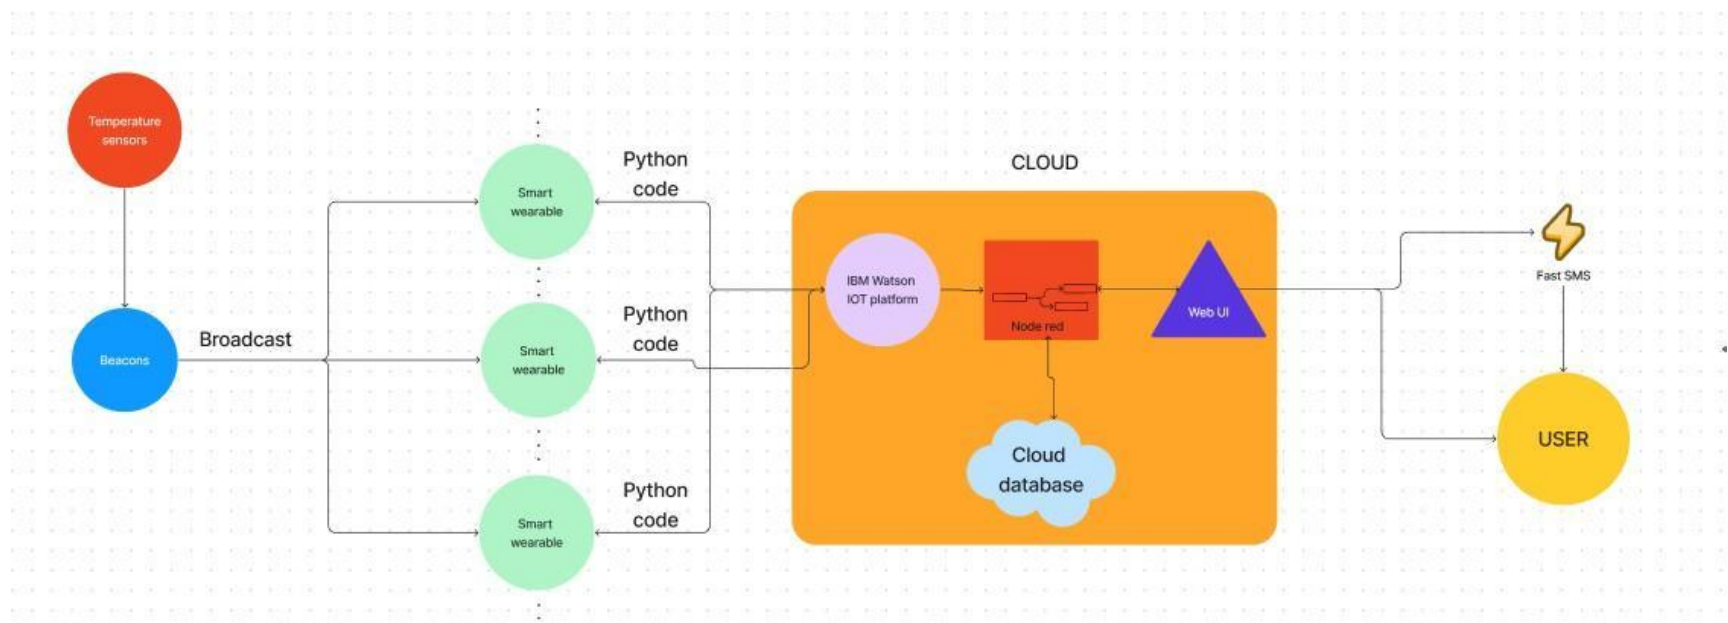 Temperature
sensors
Beacons
Broadcast
Smart
wearable
Python
code
Smart
wearable
Python
code
Smart
wearable
Python
code
CLOUD
IBM Watson
IOT platform
Node red
Web UI
Cloud
database
Fast SMS
USER